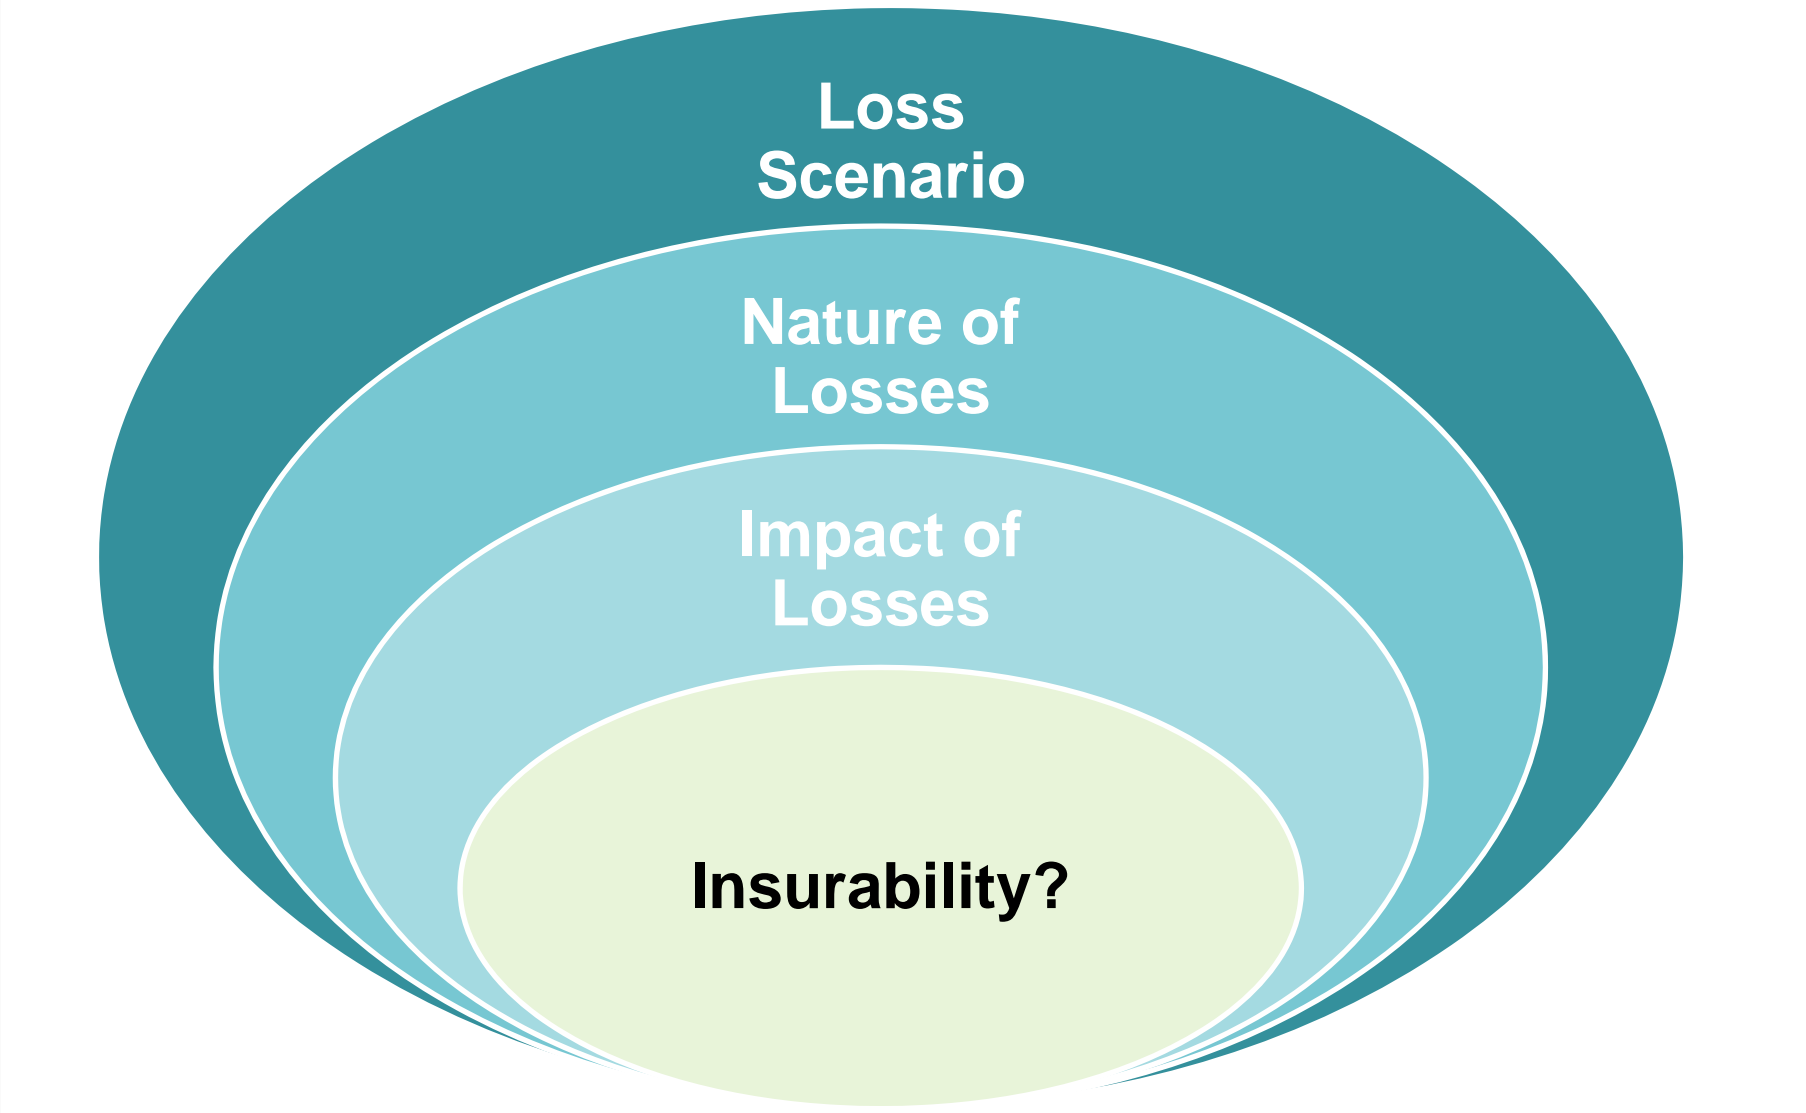 Loss
Scenario
Nature of
Losses
Impact of
Losses
Insurability?